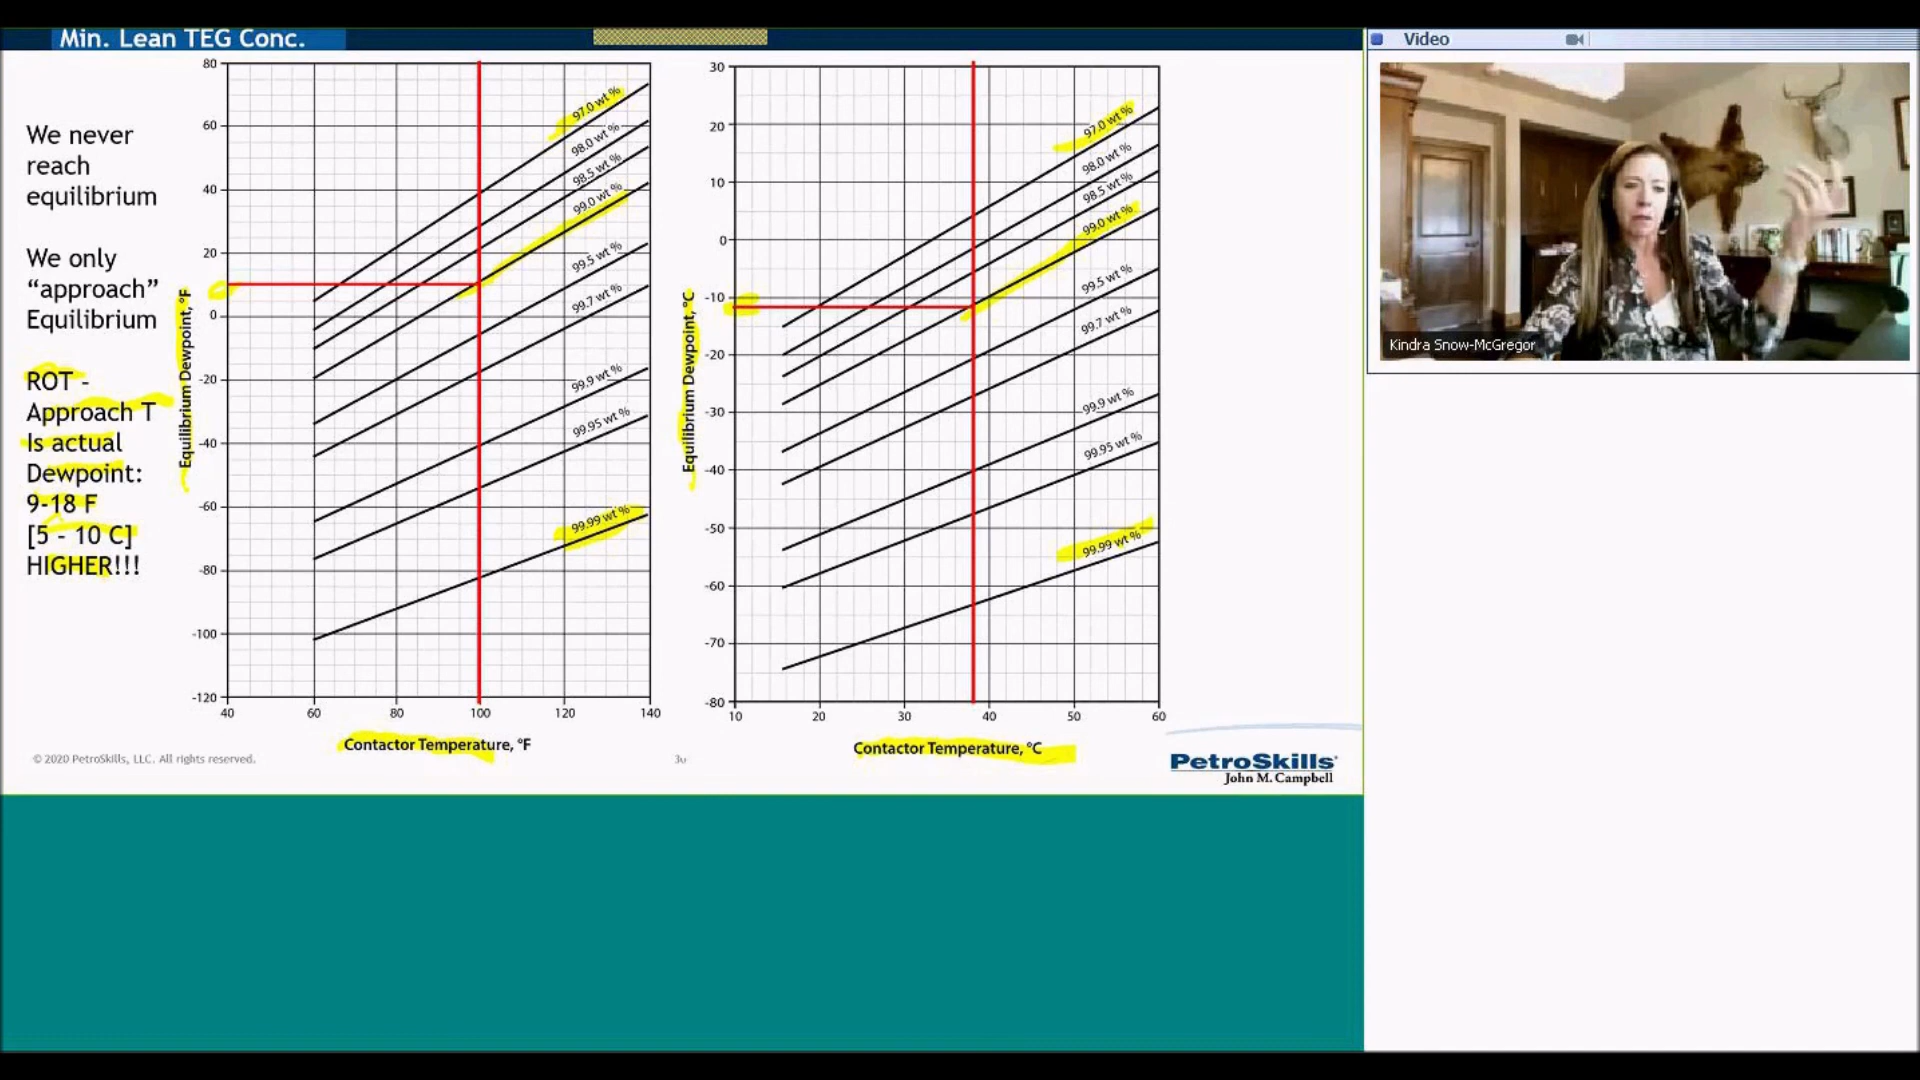 Min. Lean TEG Conc.
We never
reach
equilibrium
We only
“approach”
Equilibrium
ROT -
Approach T
Is actual
Dewpoint:
9-18 F
[5 - 10 C]
HIGHER!!!
Equilibrium Dewpoint, °F
80
60
40
20
0
-20
-40
-60
-80
-100
-120
40 60 80 100 120 140
Contactor Temperature, °F
97.0 wt %
98.0 wt %
98.5 wt %
99.0 wt %
99.5 wt %
99.7 wt %
99.9 wt %
99.95 wt %
99.99 wt %
Equilibrium Dewpoint, °C
30
20
10
0
-10
-20
-30
-40
-50
-60
-70
-80
10 20 30 40 50 60
Contactor Temperature, °C
97.0 wt %
98.0 wt %
98.5 wt %
99.0 wt %
99.5 wt %
99.7 wt %
99.9 wt %
99.95 wt %
99.99 wt %
© 2020 PetroSkills, LLC. All rights reserved.
PetroSkills
John M. Campbell
Video
Kindra Snow-McGregor